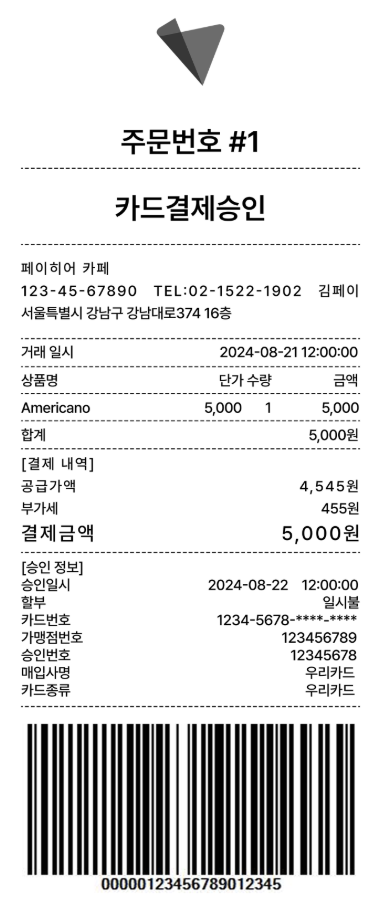 주문번호 #1
카드결제승인
페이히어 카페
123-45-67890 TEL:02-1522-1902 김페이
서울특별시 강남구 강남대로374 16층
거래 일시 2024-08-21 12:00:00
상품명 단가 수량 금액
Americano 5,000 1 5,000
합계 5,000원
[결제 내역]
공급가액 4,545원
부가세 455원
결제금액 5,000원
[승인 정보]
승인일시 2024-08-22 12:00:00
할부 일시불
카드번호 1234-5678-****-****
가맹점번호 123456789
승인번호 12345678
매입사명 우리카드
카드종류 우리카드
00000123456789012345